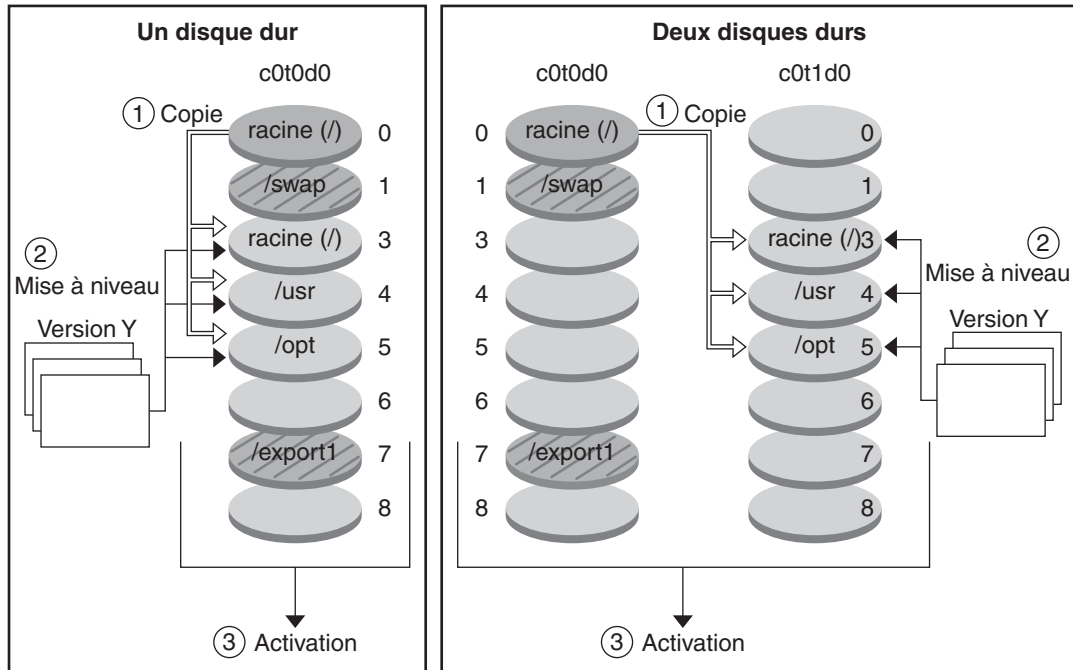 Un disque dur
c0t0d0
1 Copie
racine (/) 0
/swap 1
racine (/) 3
2
Mise à niveau
/usr 4
Version Y
/opt 5
6
/export1 7
8
3 Activation
Deux disques durs
c0t0d0 c0t1d0
1 Copie
0 racine (/) 0
1 /swap 1
3 racine (/) 3
2
Mise à niveau
4 /usr 4
Version Y
5 /opt 5
6 6
7 /export1 7
8 8
3 Activation